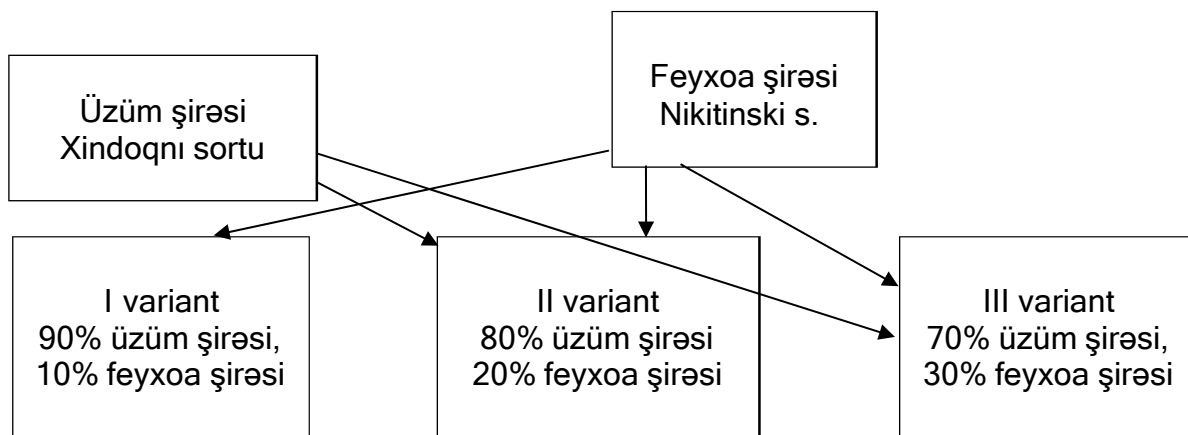 Üzüm şirəsi
Xindoqnı sortu
Feyxoa şirəsi
Nikitinski s.
I variant
90% üzüm şirəsi,
10% feyxoa şirəsi
II variant
80% üzüm şirəsi
20% feyxoa şirəsi
III variant
70% üzüm şirəsi,
30% feyxoa şirəsi